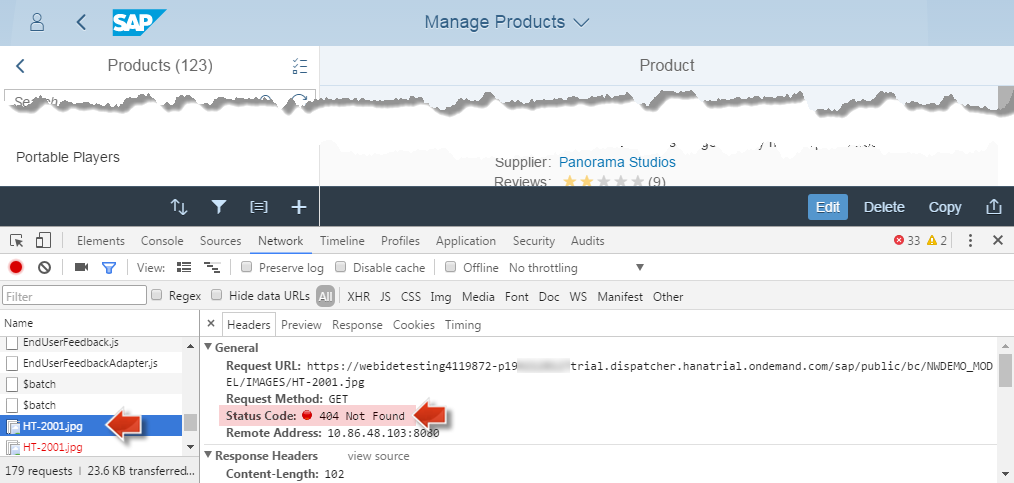 SAP
Manage Products
Products (123)
Product
Portable Players
Supplier: Panorama Studios
Reviews: (9)
Edit Delete Copy
Elements Console Sources Network Timeline Profiles Application Security Audits 33 2
View: Preserve log Disable cache Offline No throttling
Filter Regex Hide data URLs All XHR JS CSS Img Media Font Doc WS Manifest Other
Name
Headers Preview Response Cookies Timing
EndUserFeedback.js
EndUserFeedbackAdapter.js
$batch
$batch
HT-2001.jpg
HT-2001.jpg
179 requests | 23.6 KB transferred...
General
Request URL: https://webidetesting4119872-p19 trial.dispatcher.hanatrial.ondemand.com/sap/public/bc/NWDEMO_MOD
EL/IMAGES/HT-2001.jpg
Request Method: GET
Status Code: 404 Not Found
Remote Address: 10.86.48.103:8080
Response Headers view source
Content-Length: 102